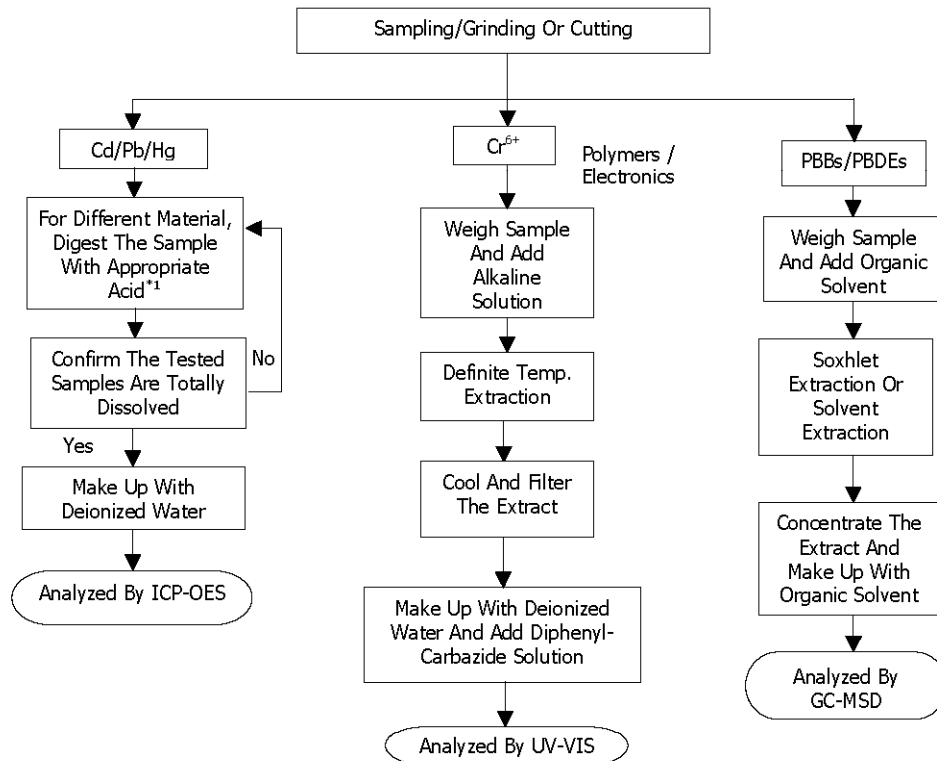 Sampling/Grinding Or Cutting
Cd/Pb/Hg
For Different Material,
Digest The Sample
With Appropriate
Acid*1
Confirm The Tested
Samples Are Totally
Dissolved
No
Yes
Make Up With
Deionized Water
Analyzed By ICP-OES
Cr6+
Polymers /
Electronics
Weigh Sample
And Add
Alkaline
Solution
Definite Temp.
Extraction
Cool And Filter
The Extract
Make Up With Deionized
Water And Add Diphenyl-
Carbazide Solution
Analyzed By UV-VIS
PBBs/PBDEs
Weigh Sample
And Add Organic
Solvent
Soxhlet
Extraction Or
Solvent
Extraction
Concentrate The
Extract And
Make Up With
Organic Solvent
Analyzed By
GC-MSD